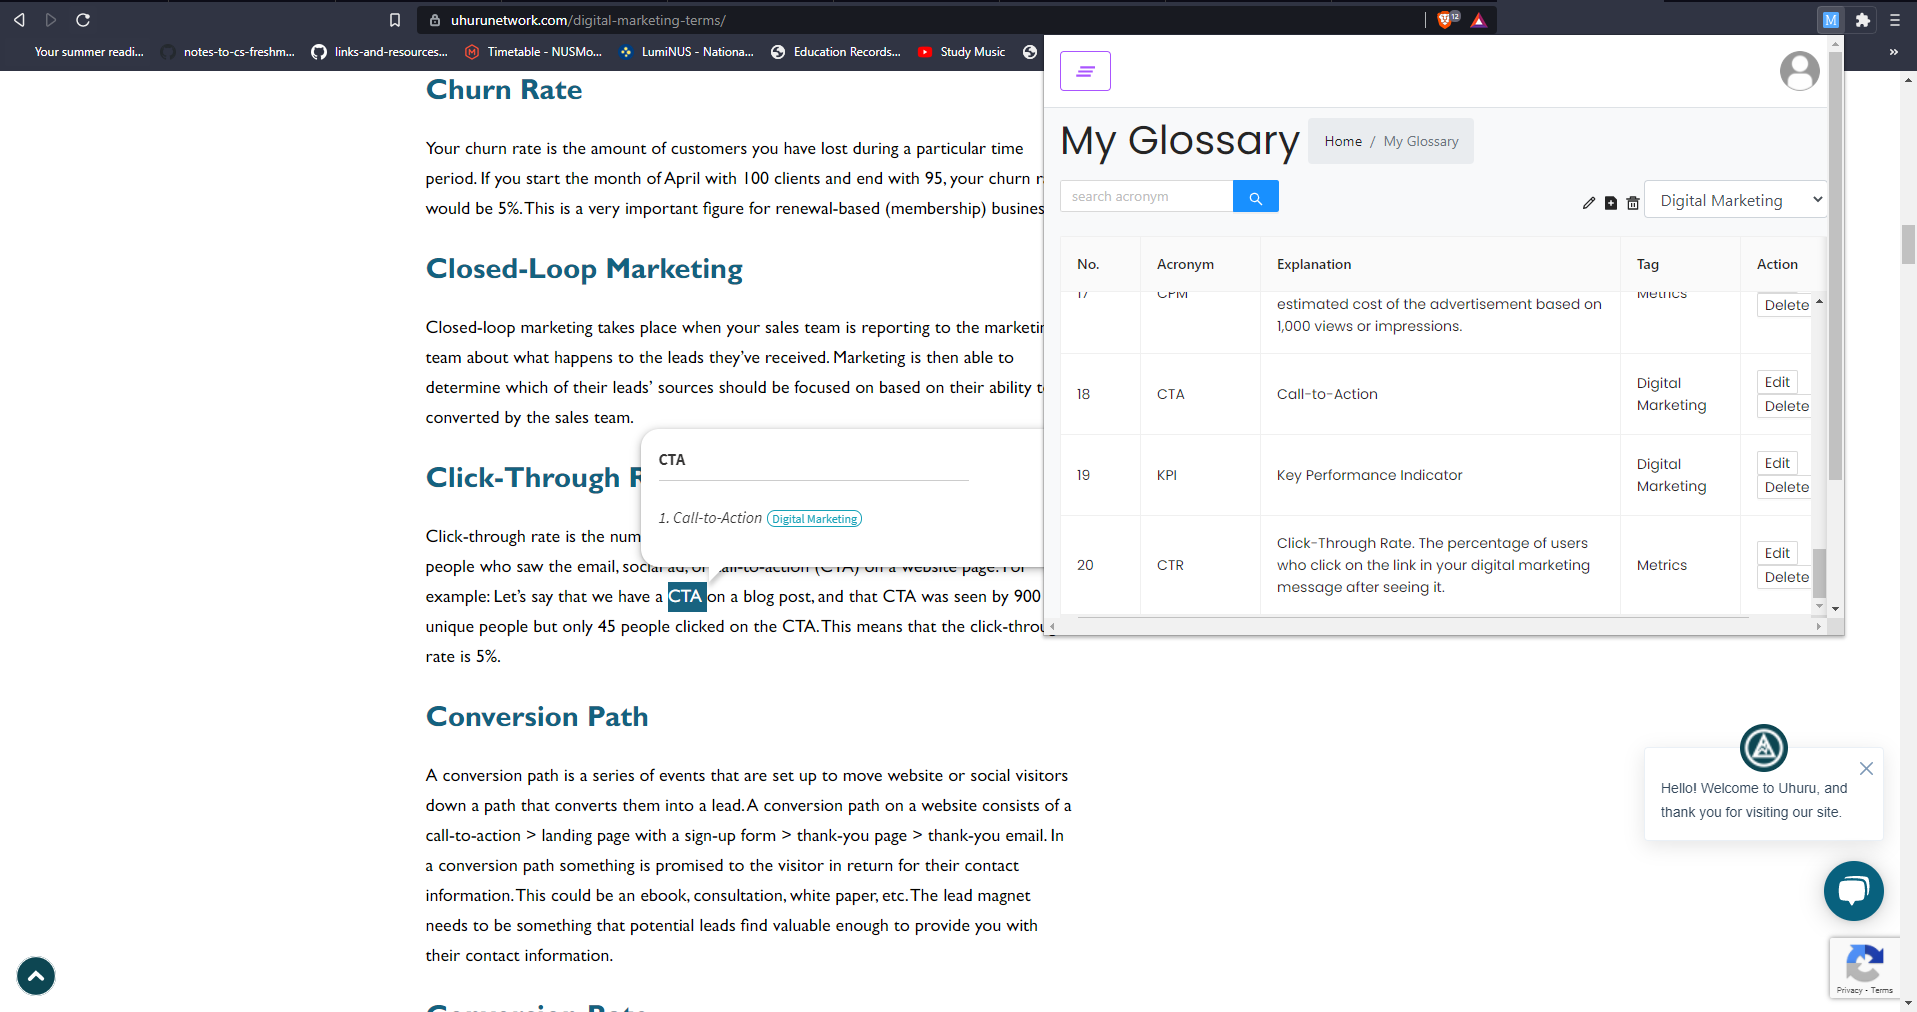 uhurunetwork.com/digital-marketing-terms/
12
M
Your summer readi...
notes-to-cs-freshm...
links-and-resources...
Timetable - NUSMo...
LumiNUS - Nationa...
Education Records...
Study Music
»
Churn Rate
Your churn rate is the amount of customers you have lost during a particular time
period. If you start the month of April with 100 clients and end with 95, your churn r
would be 5%. This is a very important figure for renewal-based (membership) busines
Closed-Loop Marketing
Closed-loop marketing takes place when your sales team is reporting to the marketin
team about what happens to the leads they’ve received. Marketing is then able to
determine which of their leads’ sources should be focused on based on their ability t
converted by the sales team.
Click-Through R
Click-through rate is the num
people who saw the email, social ad, or call-to-action (CTA) on a website page. For
example: Let’s say that we have a CTA on a blog post, and that CTA was seen by 900
unique people but only 45 people clicked on the CTA. This means that the click-throug
rate is 5%.
CTA
1. Call-to-Action Digital Marketing
Conversion Path
A conversion path is a series of events that are set up to move website or social visitors
down a path that converts them into a lead. A conversion path on a website consists of a
call-to-action > landing page with a sign-up form > thank-you page > thank-you email. In
a conversion path something is promised to the visitor in return for their contact
information. This could be an ebook, consultation, white paper, etc. The lead magnet
needs to be something that potential leads find valuable enough to provide you with
their contact information.
Conversion Rate
My Glossary
Home / My Glossary
search acronym
Digital Marketing
No. Acronym Explanation Tag Action
17 CPM estimated cost of the advertisement based on Metrics Delete
1,000 views or impressions.
18 CTA Call-to-Action Digital Marketing Edit Delete
19 KPI Key Performance Indicator Digital Marketing Edit Delete
20 CTR Click-Through Rate. The percentage of users
who click on the link in your digital marketing
message after seeing it. Metrics Edit Delete
Hello! Welcome to Uhuru, and
thank you for visiting our site.
Privacy - Terms